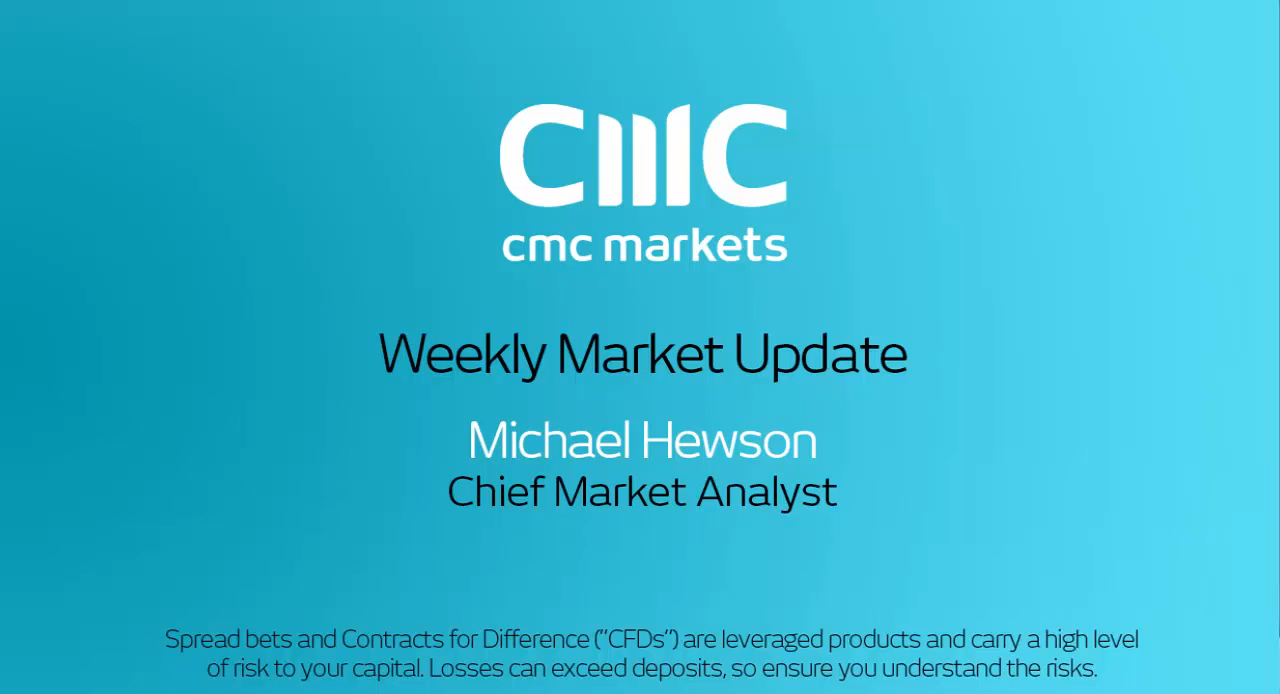 cmc
cmc markets
Weekly Market Update
Michael Hewson
Chief Market Analyst
Spread bets and Contracts for Difference ("CFDs") are leveraged products and carry a high level
of risk to your capital. Losses can exceed deposits, so ensure you understand the risks.